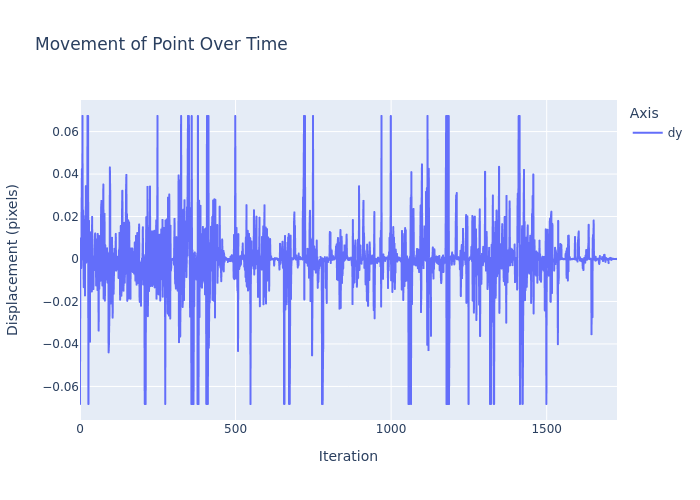 Movement of Point Over Time
Axis
dy
0.06
0.04
0.02
0
−0.02
−0.04
−0.06
Displacement (pixels)
0
500
1000
1500
Iteration